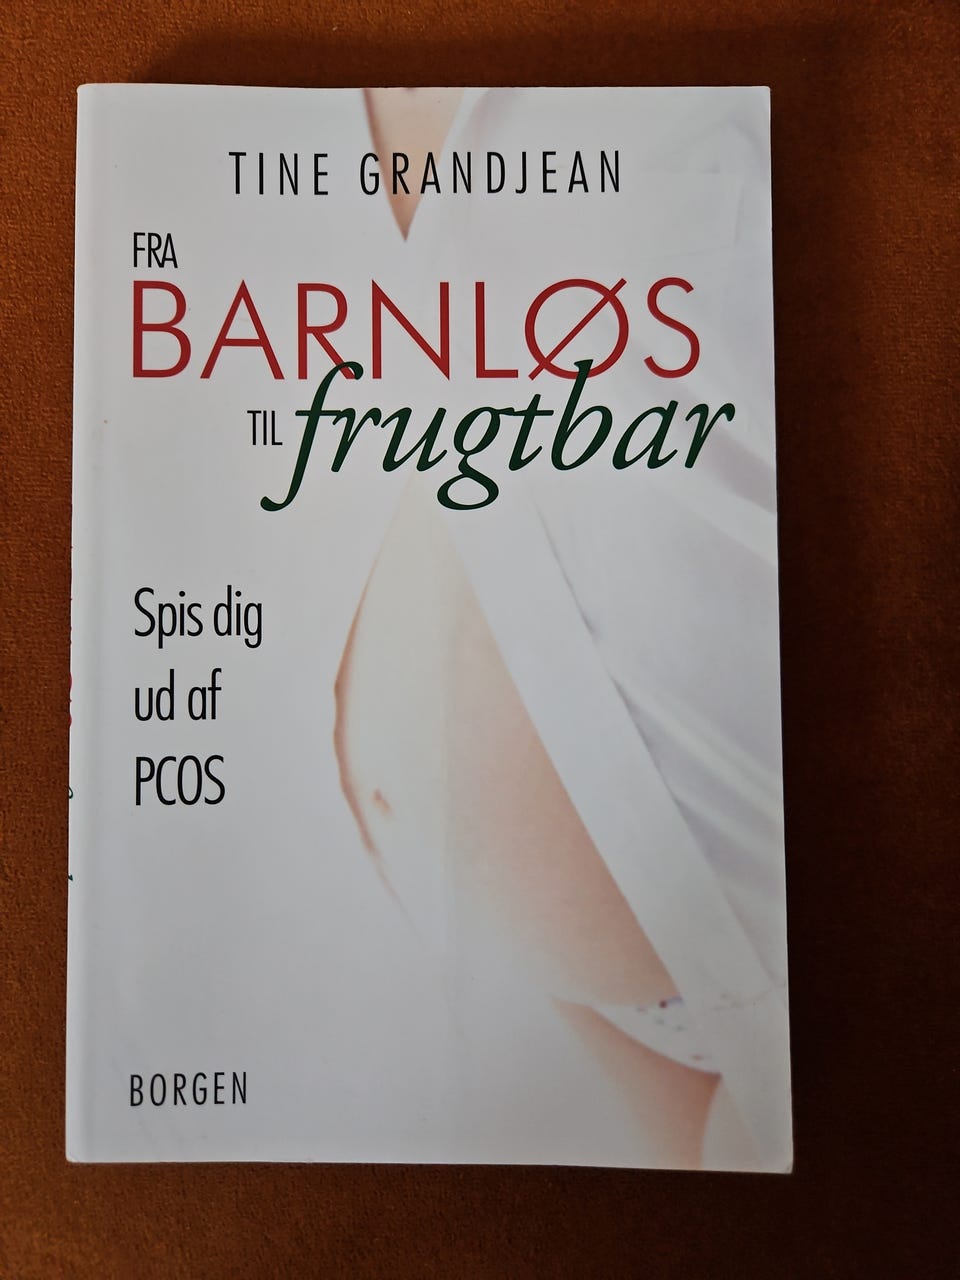 TINE GRANDJEAN
FRA
BARNLØS
TIL frugtbar
Spis dig
ud af
PCOS
BORGEN